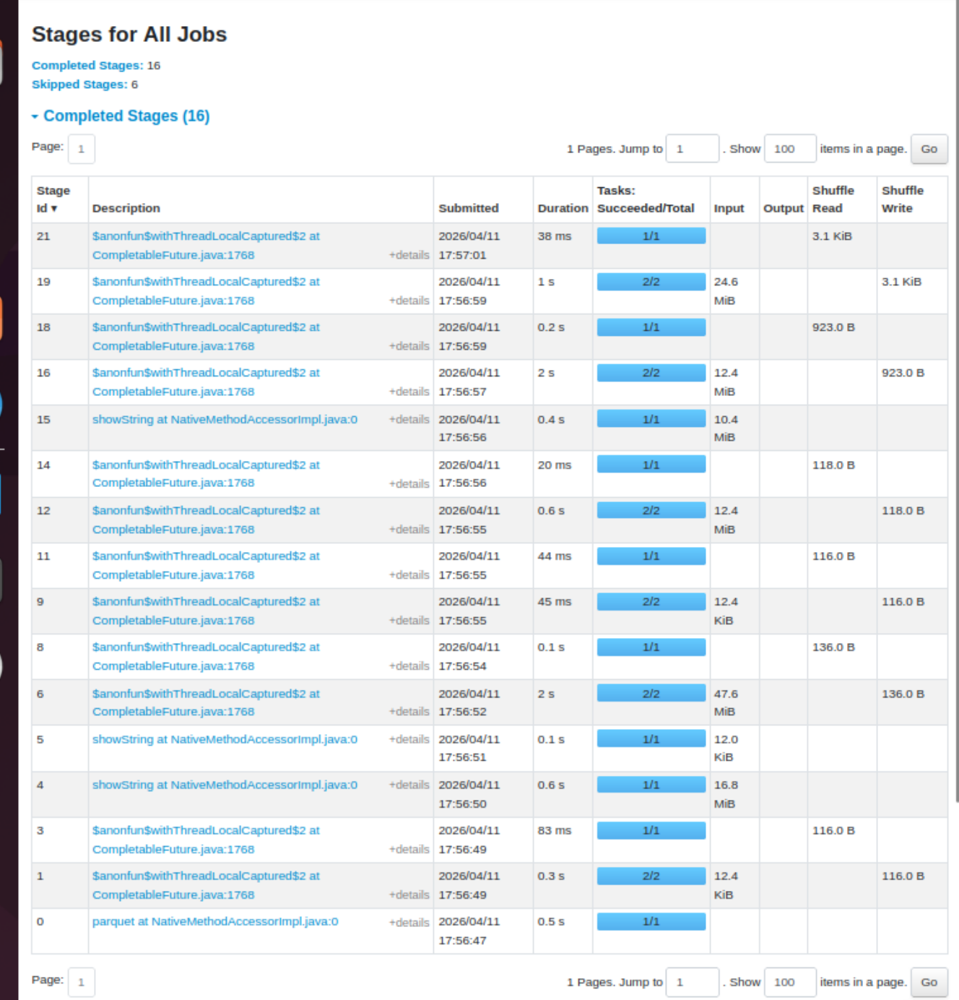 Stages for All Jobs
Completed Stages: 16
Skipped Stages: 6
Completed Stages (16)
Page: 1 1 Pages. Jump to 1 . Show 100 items in a page. Go
Stage Id ▾ Description Submitted Duration Tasks: Succeeded/Total Input Output Shuffle Read Shuffle Write
21 $anonfun$withThreadLocalCaptured$2 at CompletableFuture.java:1768 +details 2026/04/11 17:57:01 38 ms 1/1 3.1 KiB
19 $anonfun$withThreadLocalCaptured$2 at CompletableFuture.java:1768 +details 2026/04/11 17:56:59 1 s 2/2 24.6 MiB 3.1 KiB
18 $anonfun$withThreadLocalCaptured$2 at CompletableFuture.java:1768 +details 2026/04/11 17:56:59 0.2 s 1/1 923.0 B
16 $anonfun$withThreadLocalCaptured$2 at CompletableFuture.java:1768 +details 2026/04/11 17:56:57 2 s 2/2 12.4 MiB 923.0 B
15 showString at NativeMethodAccessorImpl.java:0 +details 2026/04/11 17:56:56 0.4 s 1/1 10.4 MiB
14 $anonfun$withThreadLocalCaptured$2 at CompletableFuture.java:1768 +details 2026/04/11 17:56:56 20 ms 1/1 118.0 B
12 $anonfun$withThreadLocalCaptured$2 at CompletableFuture.java:1768 +details 2026/04/11 17:56:55 0.6 s 2/2 12.4 MiB 118.0 B
11 $anonfun$withThreadLocalCaptured$2 at CompletableFuture.java:1768 +details 2026/04/11 17:56:55 44 ms 1/1 116.0 B
9 $anonfun$withThreadLocalCaptured$2 at CompletableFuture.java:1768 +details 2026/04/11 17:56:55 45 ms 2/2 12.4 KiB 116.0 B
8 $anonfun$withThreadLocalCaptured$2 at CompletableFuture.java:1768 +details 2026/04/11 17:56:54 0.1 s 1/1 136.0 B
6 $anonfun$withThreadLocalCaptured$2 at CompletableFuture.java:1768 +details 2026/04/11 17:56:52 2 s 2/2 47.6 MiB 136.0 B
5 showString at NativeMethodAccessorImpl.java:0 +details 2026/04/11 17:56:51 0.1 s 1/1 12.0 KiB
4 showString at NativeMethodAccessorImpl.java:0 +details 2026/04/11 17:56:50 0.6 s 1/1 16.8 MiB
3 $anonfun$withThreadLocalCaptured$2 at CompletableFuture.java:1768 +details 2026/04/11 17:56:49 83 ms 1/1 116.0 B
1 $anonfun$withThreadLocalCaptured$2 at CompletableFuture.java:1768 +details 2026/04/11 17:56:49 0.3 s 2/2 12.4 KiB 116.0 B
0 parquet at NativeMethodAccessorImpl.java:0 +details 2026/04/11 17:56:47 0.5 s 1/1
Page: 1 1 Pages. Jump to 1 . Show 100 items in a page. Go